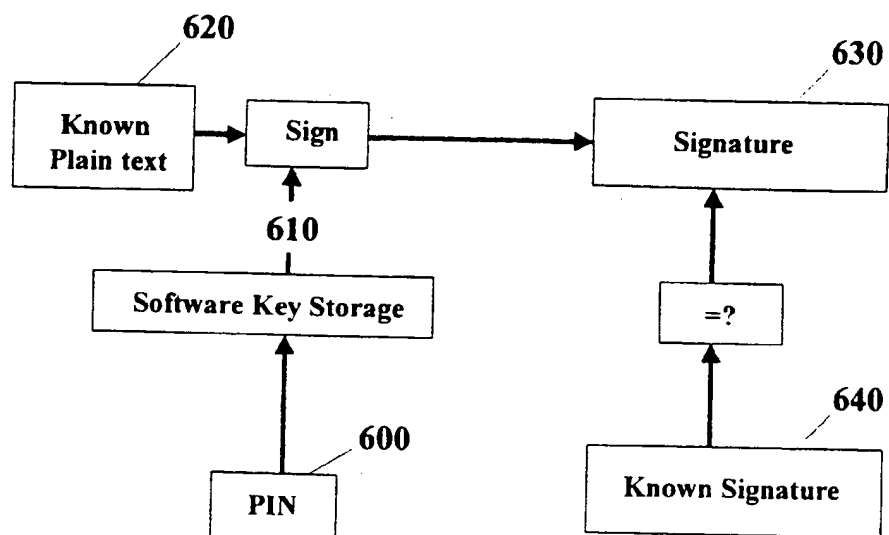 620
630
Known
Plain text
Sign
Signature
610
Software Key Storage
=?
600
640
PIN
Known Signature